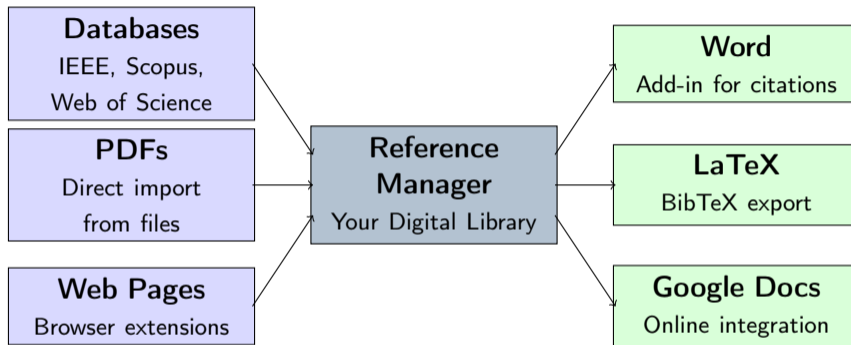 Databases
IEEE, Scopus,
Web of Science
PDFs
Direct import
from files
Web Pages
Browser extensions
Reference
Manager
Your Digital Library
Word
Add-in for citations
LaTeX
BibTeX export
Google Docs
Online integration